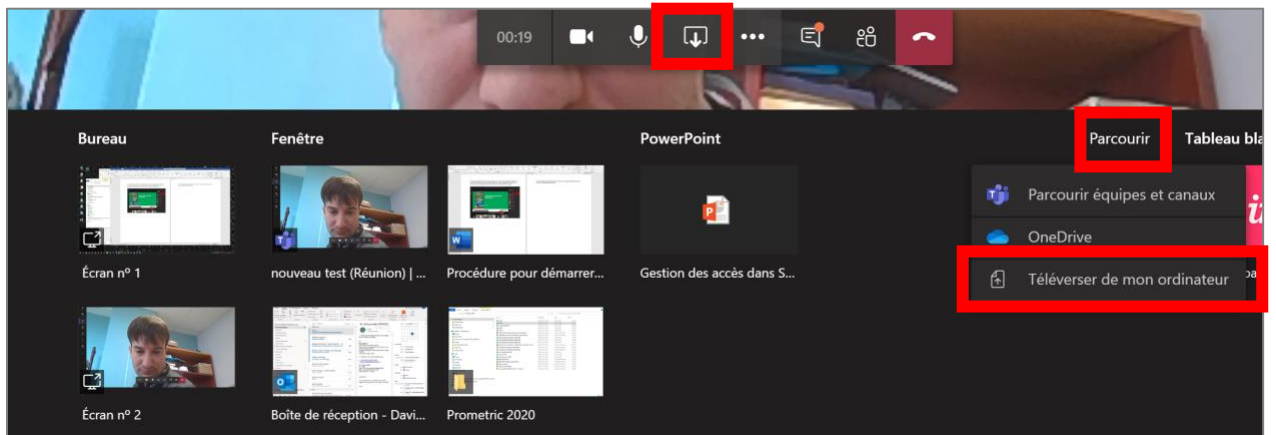 00:19
Bureau
Fenêtre
PowerPoint
Parcourir
Tableau bla
Parcourir équipes et canaux
OneDrive
Téléverser de mon ordinateur
Écran nº 1
nouveau test (Réunion) | ...
Procédure pour démarrer...
Gestion des accès dans S...
Écran nº 2
Boîte de réception - Davi...
Prometric 2020